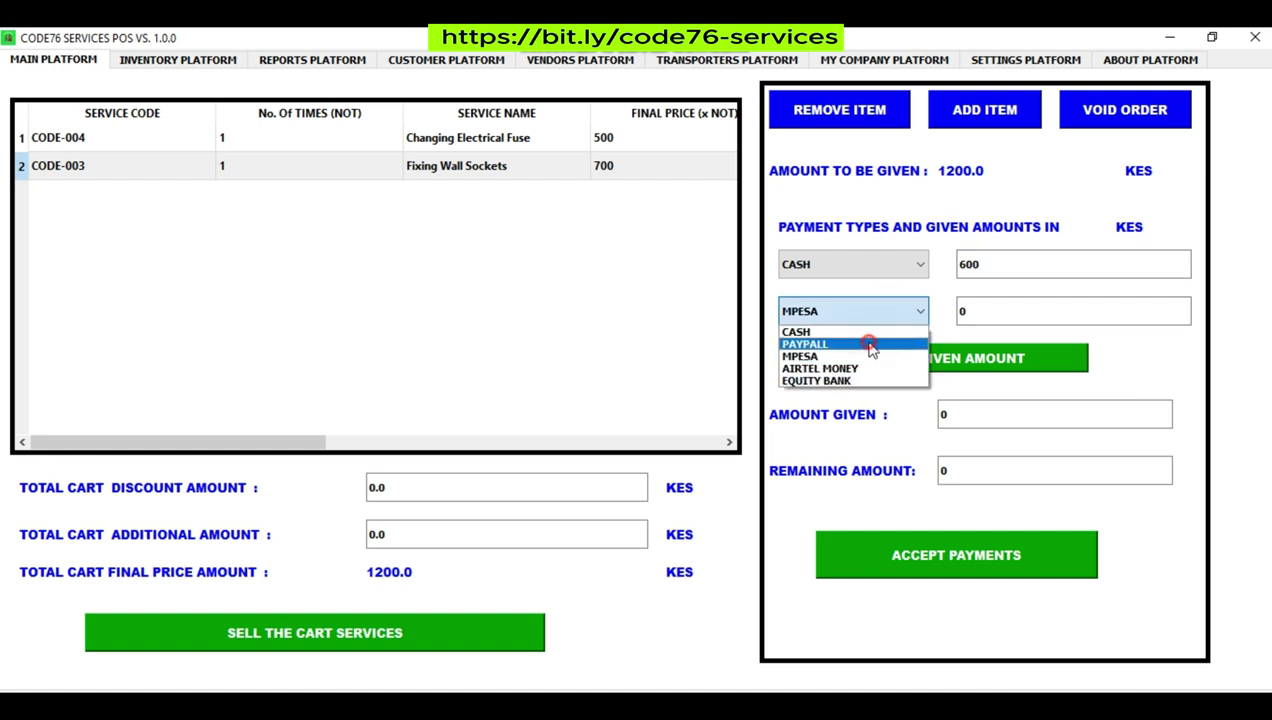 https://bit.ly/code76-services
CODE76 SERVICES POS VS. 1.0.0
MAIN PLATFORM INVENTORY PLATFORM REPORTS PLATFORM CUSTOMER PLATFORM VENDORS PLATFORM TRANSPORTERS PLATFORM MY COMPANY PLATFORM SETTINGS PLATFORM ABOUT PLATFORM
SERVICE CODE No. Of TIMES (NOT) SERVICE NAME FINAL PRICE (x NOT)
1 CODE-004 1 Changing Electrical Fuse 500
2 CODE-003 1 Fixing Wall Sockets 700
TOTAL CART DISCOUNT AMOUNT : 0.0 KES
TOTAL CART ADDITIONAL AMOUNT : 0.0 KES
TOTAL CART FINAL PRICE AMOUNT : 1200.0 KES
SELL THE CART SERVICES
REMOVE ITEM ADD ITEM VOID ORDER
AMOUNT TO BE GIVEN : 1200.0 KES
PAYMENT TYPES AND GIVEN AMOUNTS IN KES
CASH 600
MPESA 0
CASH
PAYPALL
MPESA
AIRTEL MONEY
EQUITY BANK
IVEN AMOUNT
AMOUNT GIVEN : 0
REMAINING AMOUNT: 0
ACCEPT PAYMENTS